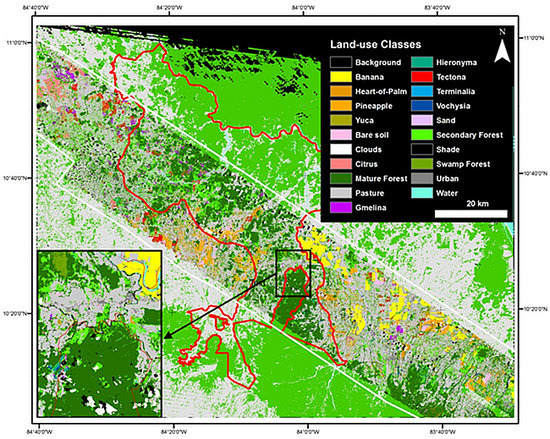 84°40'0"W 84°20'0"W 84°0'0"W 83°40'0"W
11°0'0"N
10°40'0"N
10°20'0"N
10°40'0"N
10°20'0"N
N
Land-use Classes
Background
Banana
Heart-of-Palm
Pineapple
Yuca
Bare soil
Clouds
Citrus
Mature Forest
Pasture
Gmelina
Hieronyma
Tectona
Terminalia
Vochysia
Sand
Secondary Forest
Shade
Swamp Forest
Urban
Water
20 km
84°40'0"W 84°20'0"W 84°0'0"W 83°40'0"W